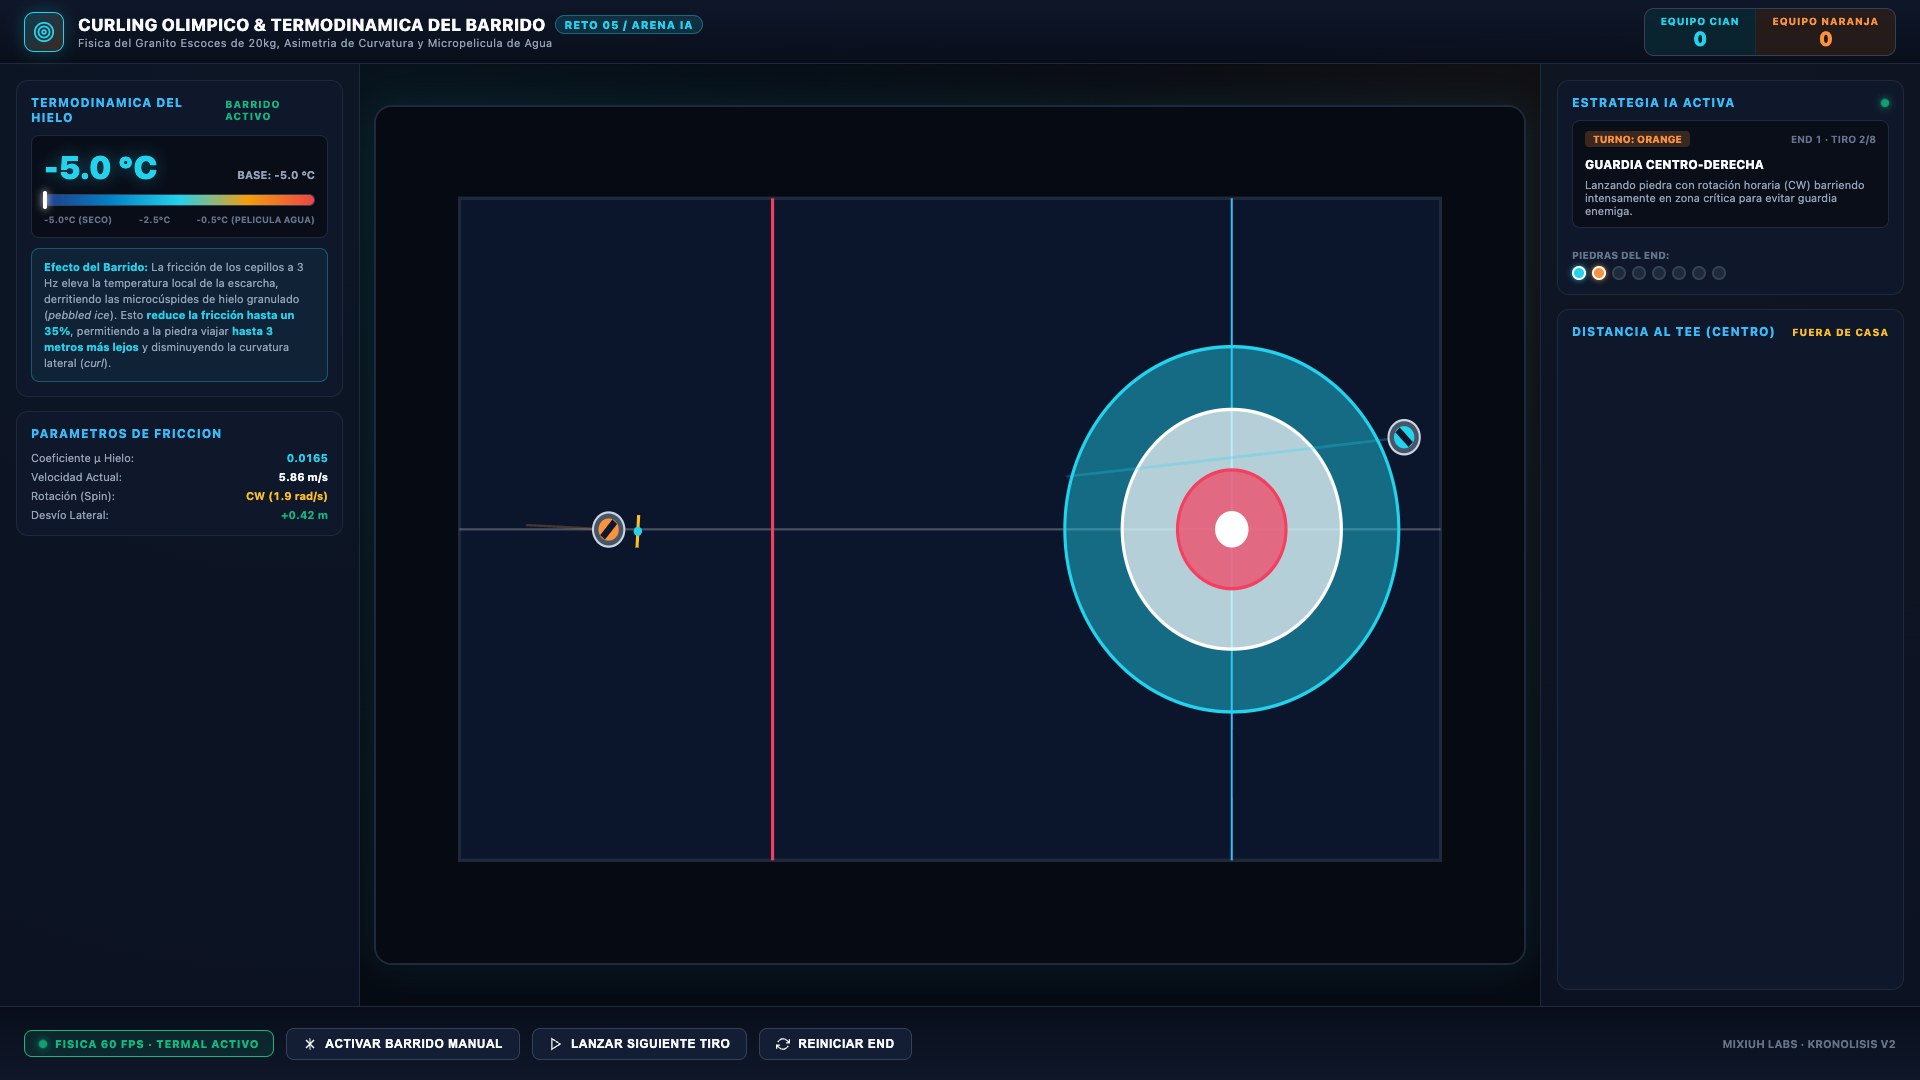 CURLING OLIMPICO & TERMODINAMICA DEL BARRIDO
RETO 05 / ARENA IA
Fisica del Granito Escoces de 20kg, Asimetria de Curvatura y Micropelicula de Agua
EQUIPO CIAN
0
EQUIPO NARANJA
0
TERMODINAMICA DEL
HIELO
BARRIDO
ACTIVO
-5.0 °C
BASE: -5.0 °C
-5.0°C (SECO)
-2.5°C
-0.5°C (PELICULA AGUA)
Efecto del Barrido: La fricción de los cepillos a 3
Hz eleva la temperatura local de la escarcha,
derritiendo las microcúspides de hielo granulado
(pebbled ice). Esto reduce la fricción hasta un
35%, permitiendo a la piedra viajar hasta 3
metros más lejos y disminuyendo la curvatura
lateral (curl).
PARAMETROS DE FRICCION
Coeficiente μ Hielo: 0.0165
Velocidad Actual: 5.86 m/s
Rotación (Spin): CW (1.9 rad/s)
Desvío Lateral: +0.42 m
ESTRATEGIA IA ACTIVA
TURNO: ORANGE
END 1 · TIRO 2/8
GUARDIA CENTRO-DERECHA
Lanzando piedra con rotación horaria (CW) barriendo
intensamente en zona crítica para evitar guardia
enemiga.
PIEDRAS DEL END:
DISTANCIA AL TEE (CENTRO)
FUERA DE CASA
FISICA 60 FPS · TERMAL ACTIVO
ACTIVAR BARRIDO MANUAL
LANZAR SIGUIENTE TIRO
REINICIAR END
MIXIUH LABS · KRONOLISIS V2